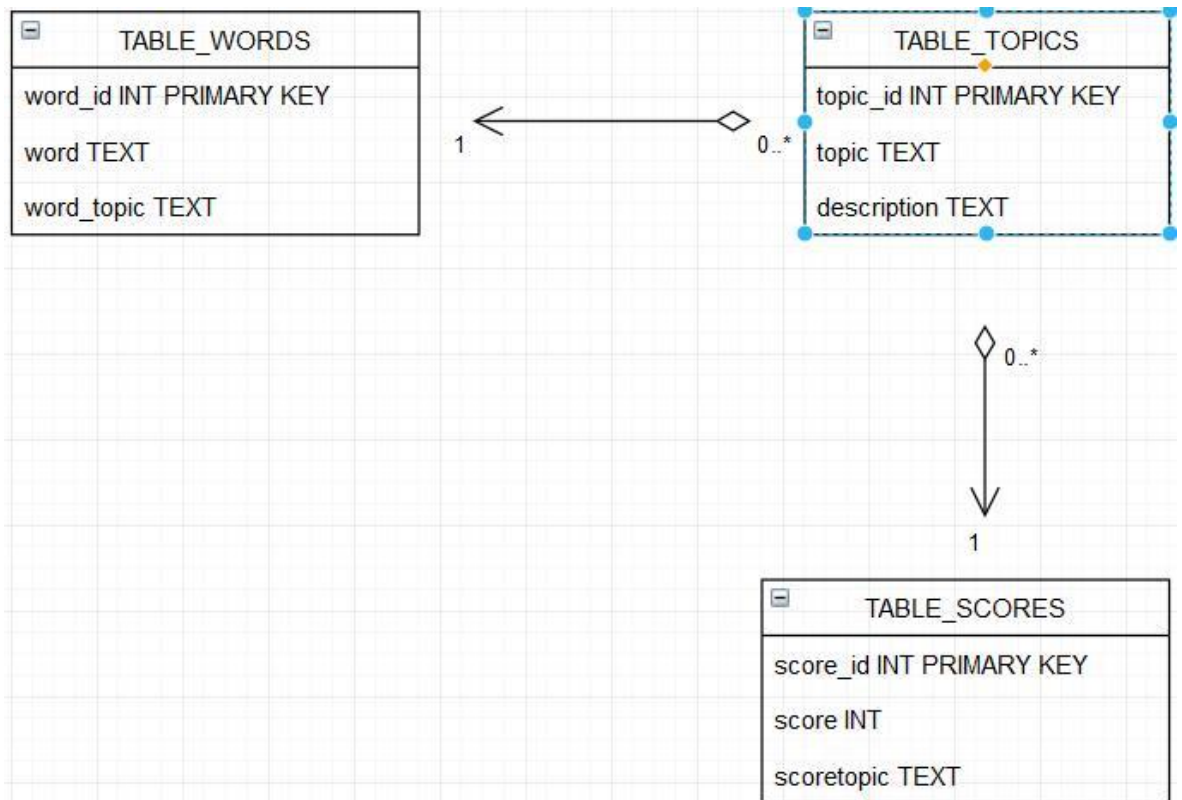 TABLE_WORDS
word_id INT PRIMARY KEY
word TEXT
word_topic TEXT
1
0..*
TABLE_TOPICS
topic_id INT PRIMARY KEY
topic TEXT
description TEXT
0..*
1
TABLE_SCORES
score_id INT PRIMARY KEY
score INT
scoretopic TEXT